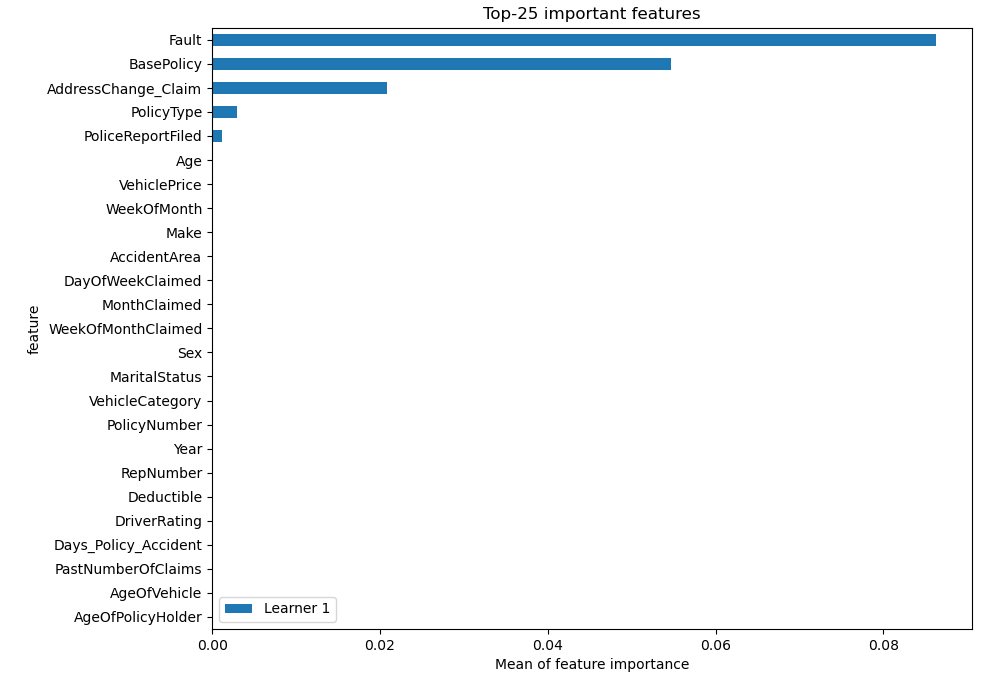 Top-25 important features
Fault
BasePolicy
AddressChange_Claim
PolicyType
PoliceReportFiled
Age
VehiclePrice
WeekOfMonth
Make
AccidentArea
DayOfWeekClaimed
MonthClaimed
WeekOfMonthClaimed
Sex
MaritalStatus
VehicleCategory
PolicyNumber
Year
RepNumber
Deductible
DriverRating
Days_Policy_Accident
PastNumberOfClaims
AgeOfVehicle
AgeOfPolicyHolder
feature
Learner 1
0.00 0.02 0.04 0.06 0.08
Mean of feature importance